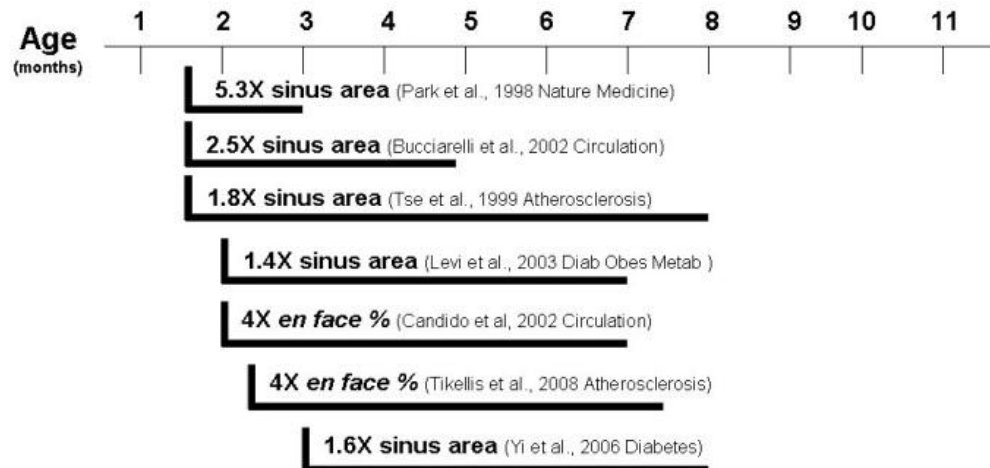 Age
(months)
1 2 3 4 5 6 7 8 9 10 11
5.3X sinus area (Park et al., 1998 Nature Medicine)
2.5X sinus area (Bucciarelli et al., 2002 Circulation)
1.8X sinus area (Tse et al., 1999 Atherosclerosis)
1.4X sinus area (Levi et al., 2003 Diab Obes Metab )
4X en face % (Candido et al, 2002 Circulation)
4X en face % (Tikellis et al., 2008 Atherosclerosis)
1.6X sinus area (Yi et al., 2006 Diabetes)